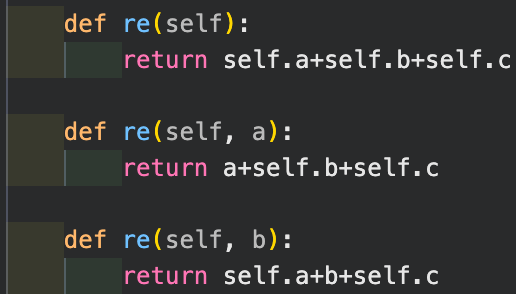 def re(self):
return self.a+self.b+self.c
def re(self, a):
return a+self.b+self.c
def re(self, b):
return self.a+b+self.c